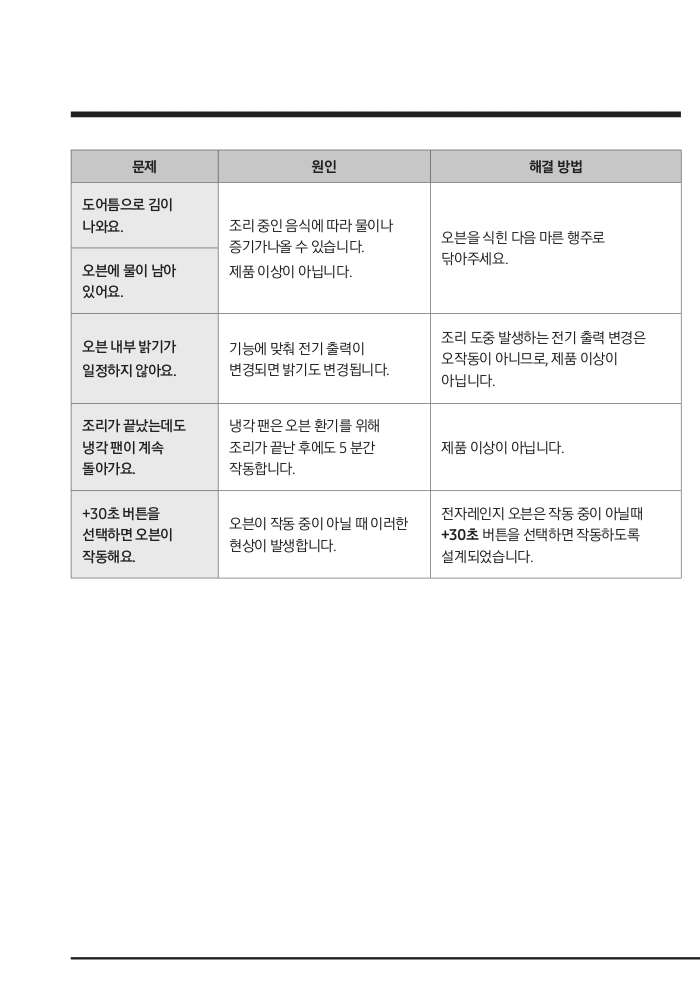 문제
원인
해결 방법
도어틈으로 김이
나와요.
오븐에 물이 남아
있어요.
조리 중인 음식에 따라 물이나
증기가나올 수 있습니다.
제품 이상이 아닙니다.
오븐을 식힌 다음 마른 행주로
닦아주세요.
오븐 내부 밝기가
일정하지 않아요.
기능에 맞춰 전기 출력이
변경되면 밝기도 변경됩니다.
조리 도중 발생하는 전기 출력 변경은
오작동이 아니므로, 제품 이상이
아닙니다.
조리가 끝났는데도
냉각 팬이 계속
돌아가요.
냉각 팬은 오븐 환기를 위해
조리가 끝난 후에도 5 분간
작동합니다.
제품 이상이 아닙니다.
+30초 버튼을
선택하면 오븐이
작동해요.
오븐이 작동 중이 아닐 때 이러한
현상이 발생합니다.
전자레인지 오븐은 작동 중이 아닐때
+30초 버튼을 선택하면 작동하도록
설계되었습니다.